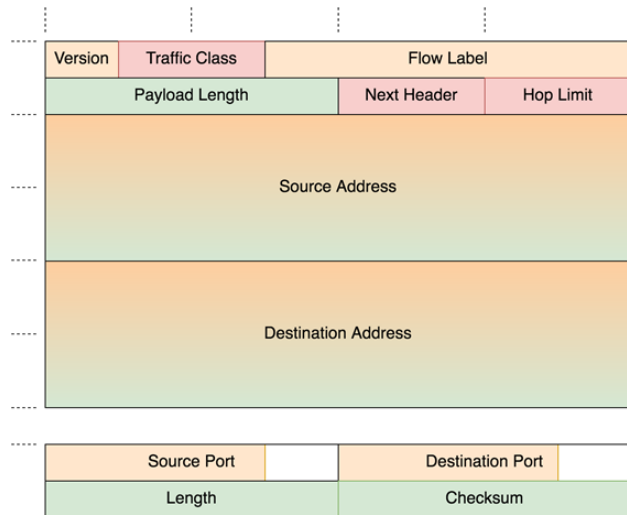 Version Traffic Class Flow Label
Payload Length Next Header Hop Limit
Source Address
Destination Address
Source Port Destination Port
Length Checksum